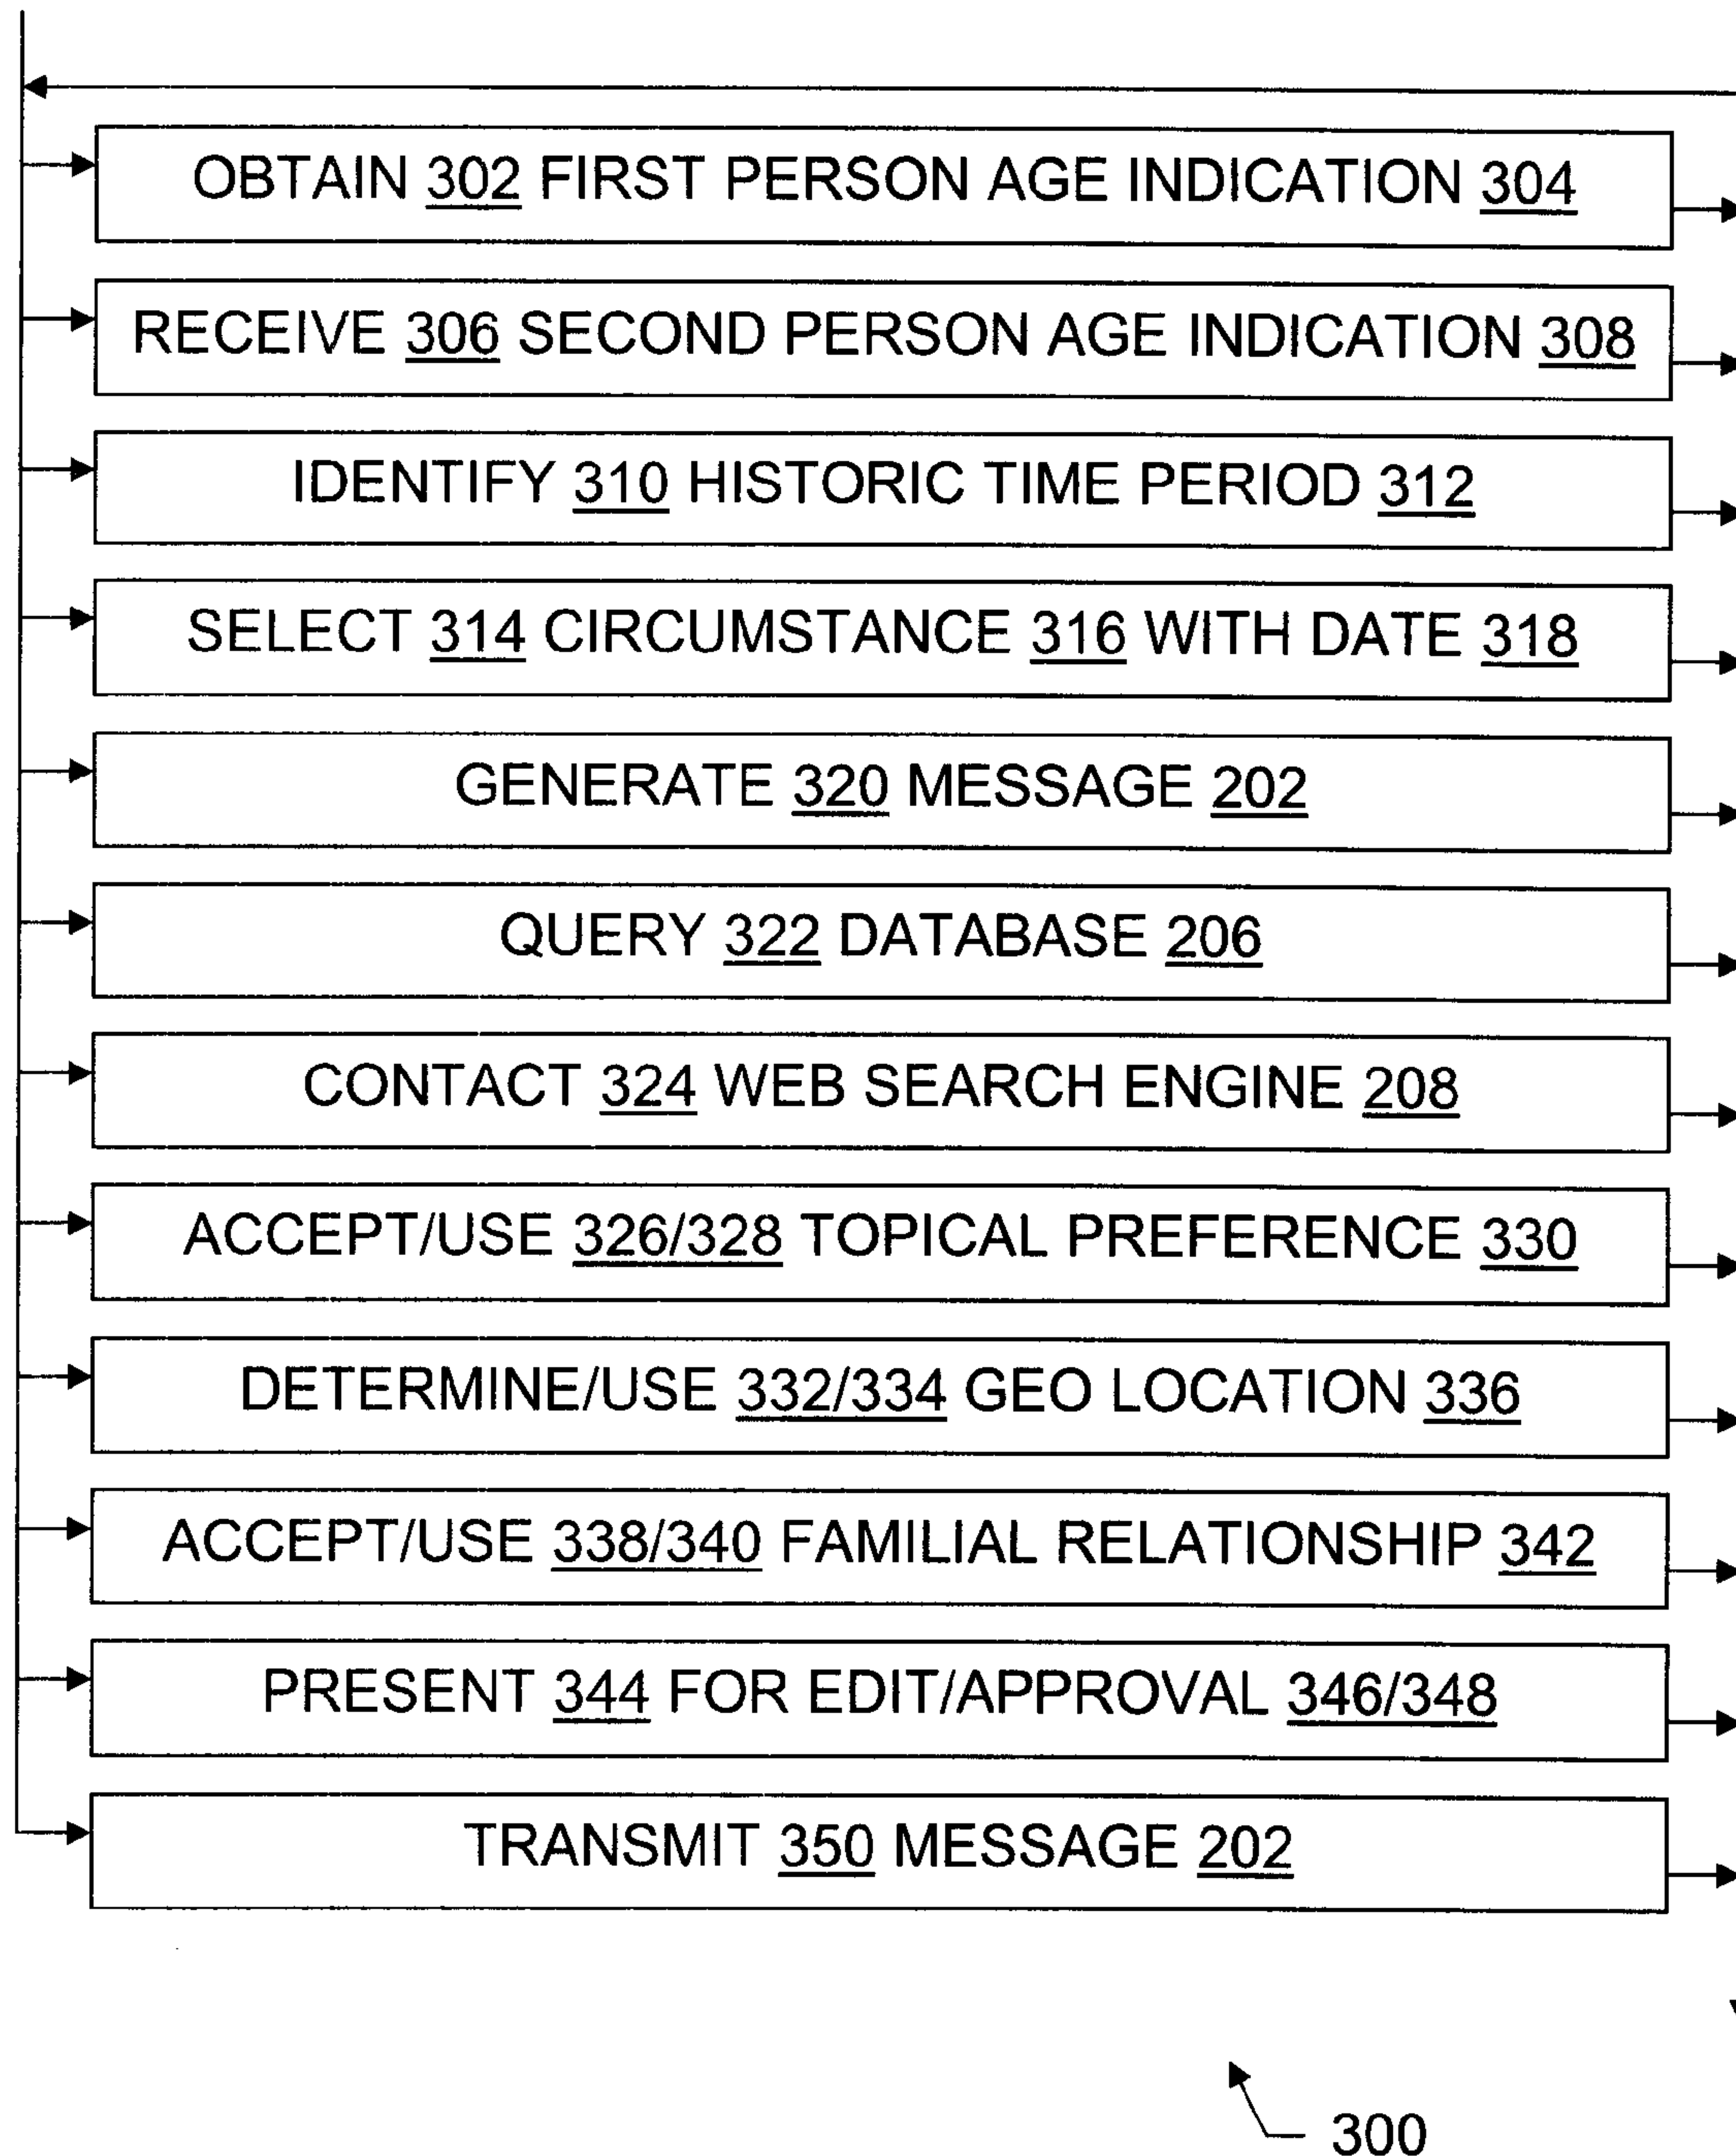 OBTAIN 302 FIRST PERSON AGE INDICATION 304
RECEIVE 306 SECOND PERSON AGE INDICATION 308
IDENTIFY 310 HISTORIC TIME PERIOD 312
SELECT 314 CIRCUMSTANCE 316 WITH DATE 318
GENERATE 320 MESSAGE 202
QUERY 322 DATABASE 206
CONTACT 324 WEB SEARCH ENGINE 208
ACCEPT/USE 326/328 TOPICAL PREFERENCE 330
DETERMINE/USE 332/334 GEO LOCATION 336
ACCEPT/USE 338/340 FAMILIAL RELATIONSHIP 342
PRESENT 344 FOR EDIT/APPROVAL 346/348
TRANSMIT 350 MESSAGE 202
300